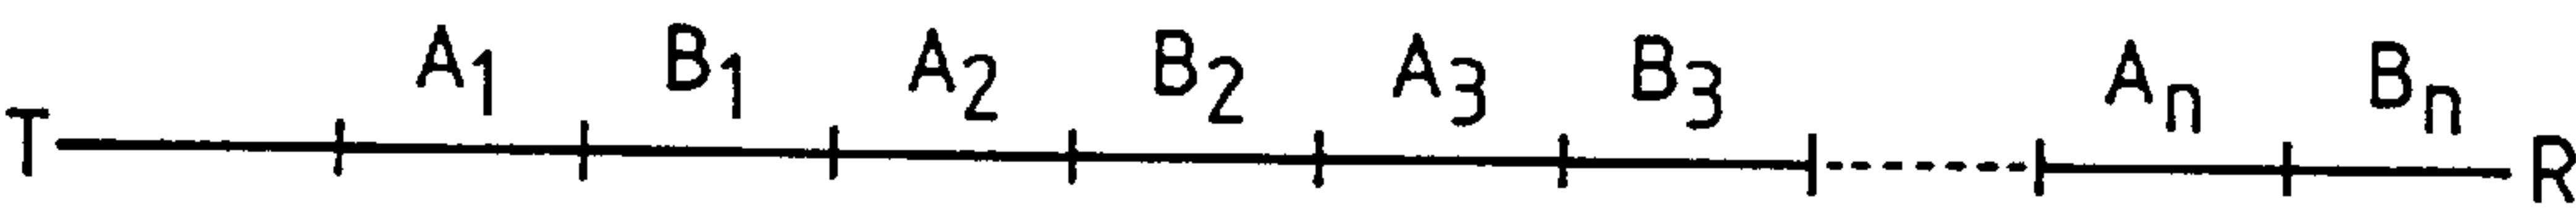 T A1 B1 A2 B2 A3 B3 An Bn R